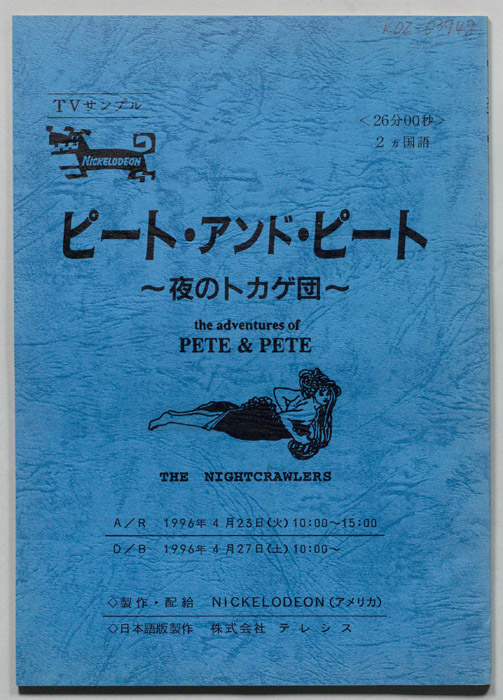 KDZ-03942
TVサンプル
<26分00秒>
2ヵ国語
NICKELODEON
ピート・アンド・ピート
～夜のトカゲ団～
the adventures of
PETE & PETE
THE NIGHTCRAWLERS
A／R 1996年4月23日(火)10:00～15:00
D／B 1996年4月27日(土)10:00～
◇製作・配給 NICKELODEON(アメリカ)
◇日本語版製作 株式会社 テレシス